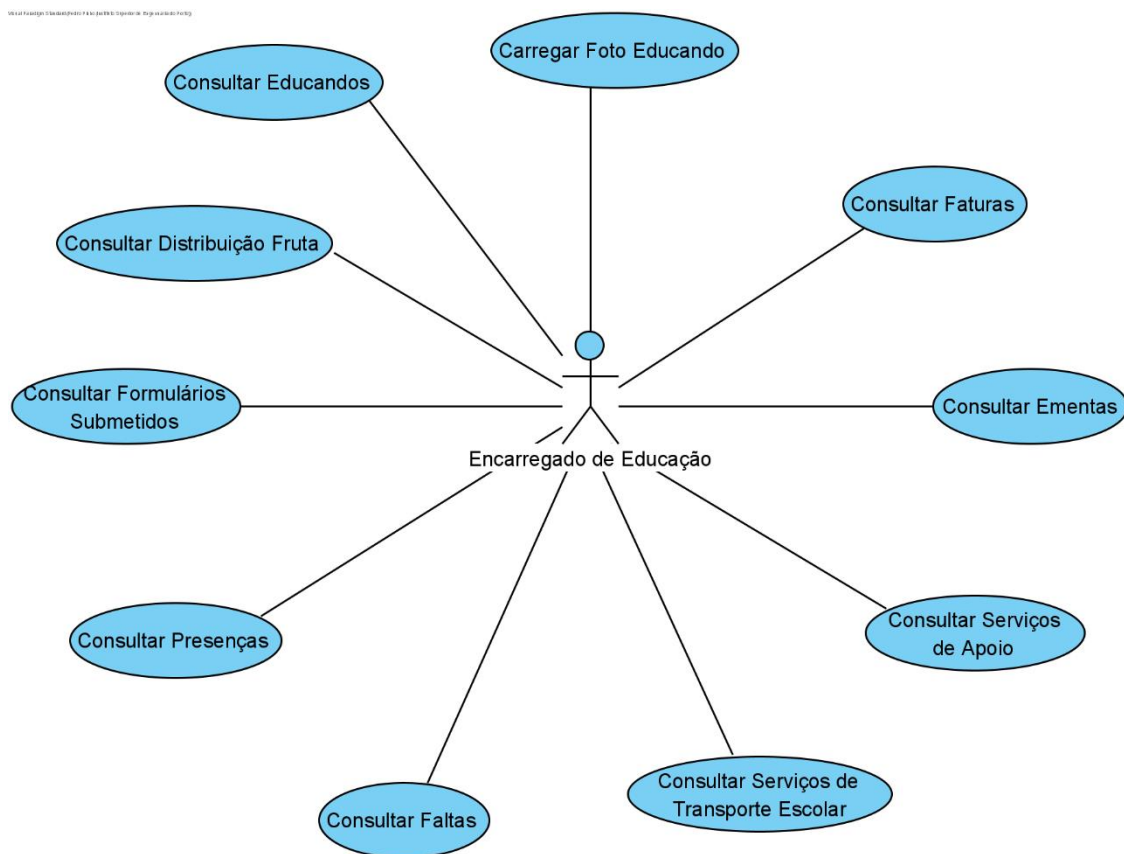 Carregar Foto Educando
Consultar Educandos
Consultar Faturas
Consultar Distribuição Fruta
Consultar Formulários
Submetidos
Consultar Ementas
Encarregado de Educação
Consultar Presenças
Consultar Serviços
de Apoio
Consultar Serviços de
Transporte Escolar
Consultar Faltas